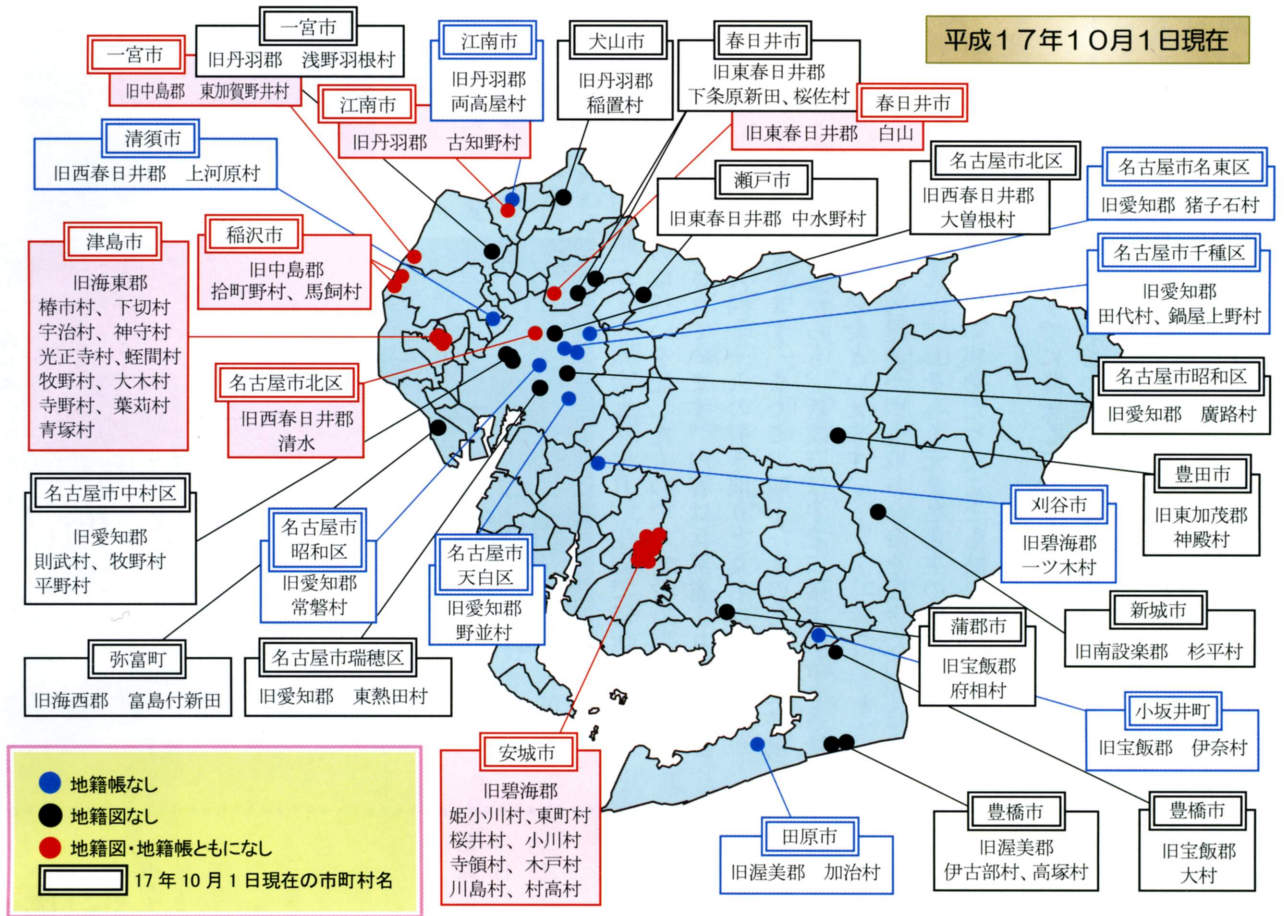 平成17年10月1日現在
一宮市
旧中島郡 東加賀野井村
一宮市
旧丹羽郡 浅野羽根村
江南市
旧丹羽郡 古知野村
江南市
旧丹羽郡
両高屋村
犬山市
旧丹羽郡
稲置村
春日井市
旧東春日井郡
下条原新田、桜佐村
春日井市
旧東春日井郡 白山
清須市
旧西春日井郡 上河原村
瀬戸市
旧東春日井郡 中水野村
名古屋市北区
旧西春日井郡
大曽根村
名古屋市名東区
旧愛知郡 猪子石村
津島市
旧海東郡
椿市村、下切村
宇治村、神守村
光正寺村、蛭間村
牧野村、大木村
寺野村、葉苅村
青塚村
稲沢市
旧中島郡
拾町野村、馬飼村
名古屋市千種区
旧愛知郡
田代村、鍋屋上野村
名古屋市北区
旧西春日井郡
清水
名古屋市昭和区
旧愛知郡 廣路村
名古屋市中村区
旧愛知郡
則武村、牧野村
平野村
名古屋市
昭和区
旧愛知郡
常磐村
名古屋市
天白区
旧愛知郡
野並村
刈谷市
旧碧海郡
一ツ木村
豊田市
旧東加茂郡
神殿村
弥富町
旧海西郡 富島付新田
名古屋市瑞穂区
旧愛知郡 東熱田村
蒲郡市
旧宝飯郡
府相村
新城市
旧南設楽郡 杉平村
小坂井町
旧宝飯郡 伊奈村
安城市
旧碧海郡
姫小川村、東町村
桜井村、小川村
寺領村、木戸村
川島村、村高村
田原市
旧渥美郡 加治村
豊橋市
旧渥美郡
伊古部村、高塚村
豊橋市
旧宝飯郡
大村
地籍帳なし
地籍図なし
地籍図・地籍帳ともになし
17年10月1日現在の市町村名